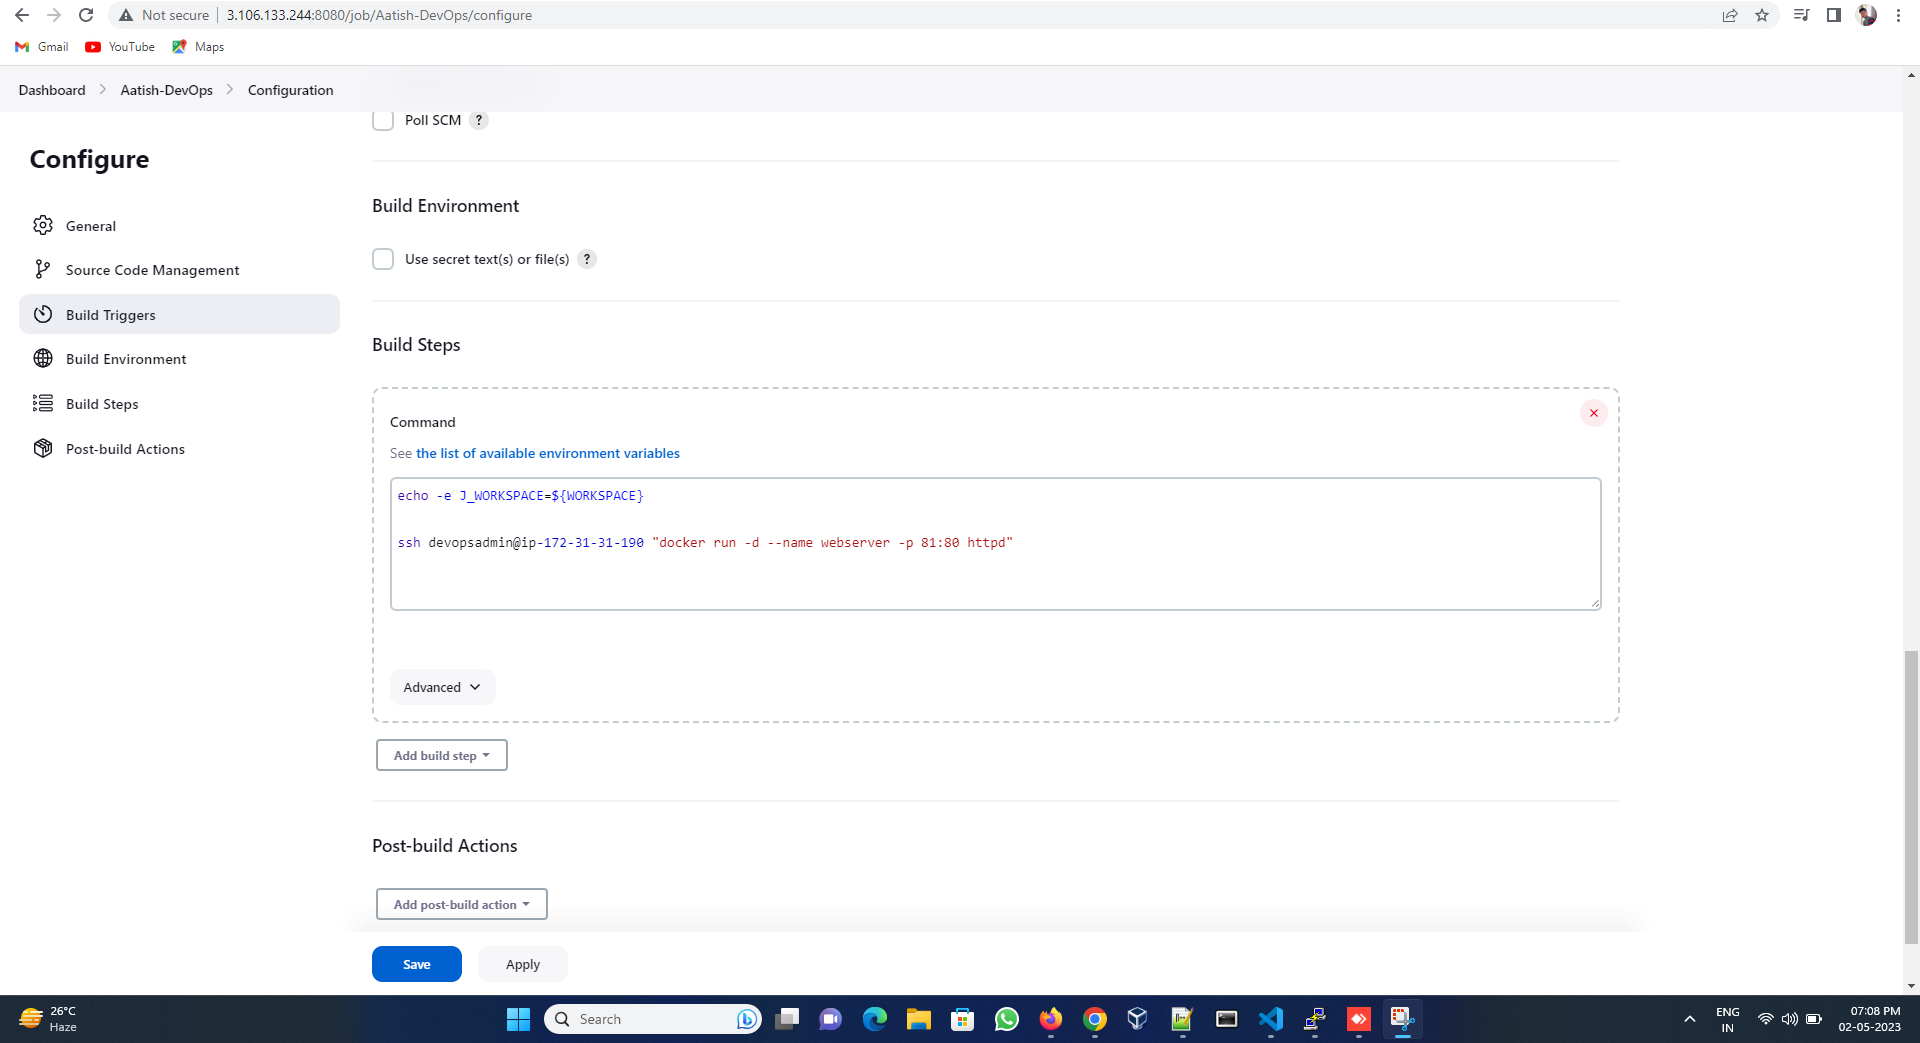 Not secure
3.106.133.244:8080/job/Aatish-DevOps/configure
Gmail
YouTube
Maps
Dashboard
Aatish-DevOps
Configuration
Configure
General
Source Code Management
Build Triggers
Build Environment
Build Steps
Post-build Actions
Poll SCM ?
Build Environment
Use secret text(s) or file(s) ?
Build Steps
Command
See the list of available environment variables
echo -e J_WORKSPACE=${WORKSPACE}
ssh devopsadmin@ip-172-31-31-190 "docker run -d --name webserver -p 81:80 httpd"
Advanced
Add build step
Post-build Actions
Add post-build action
Save
Apply
26°C
Haze
Search
ENG
IN
07:08 PM
02-05-2023